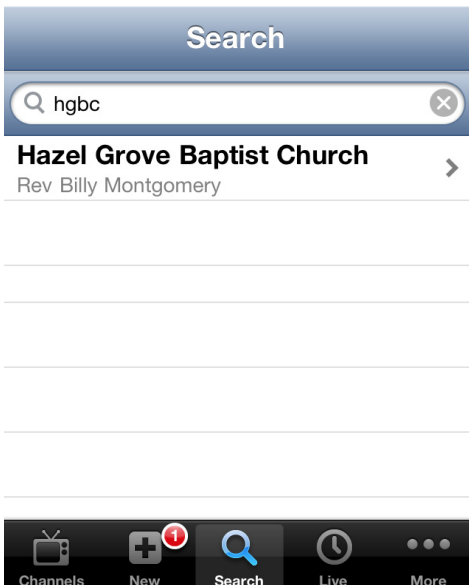 Search
hgbc
Hazel Grove Baptist Church
Rev Billy Montgomery
1
Channels New Search Live More